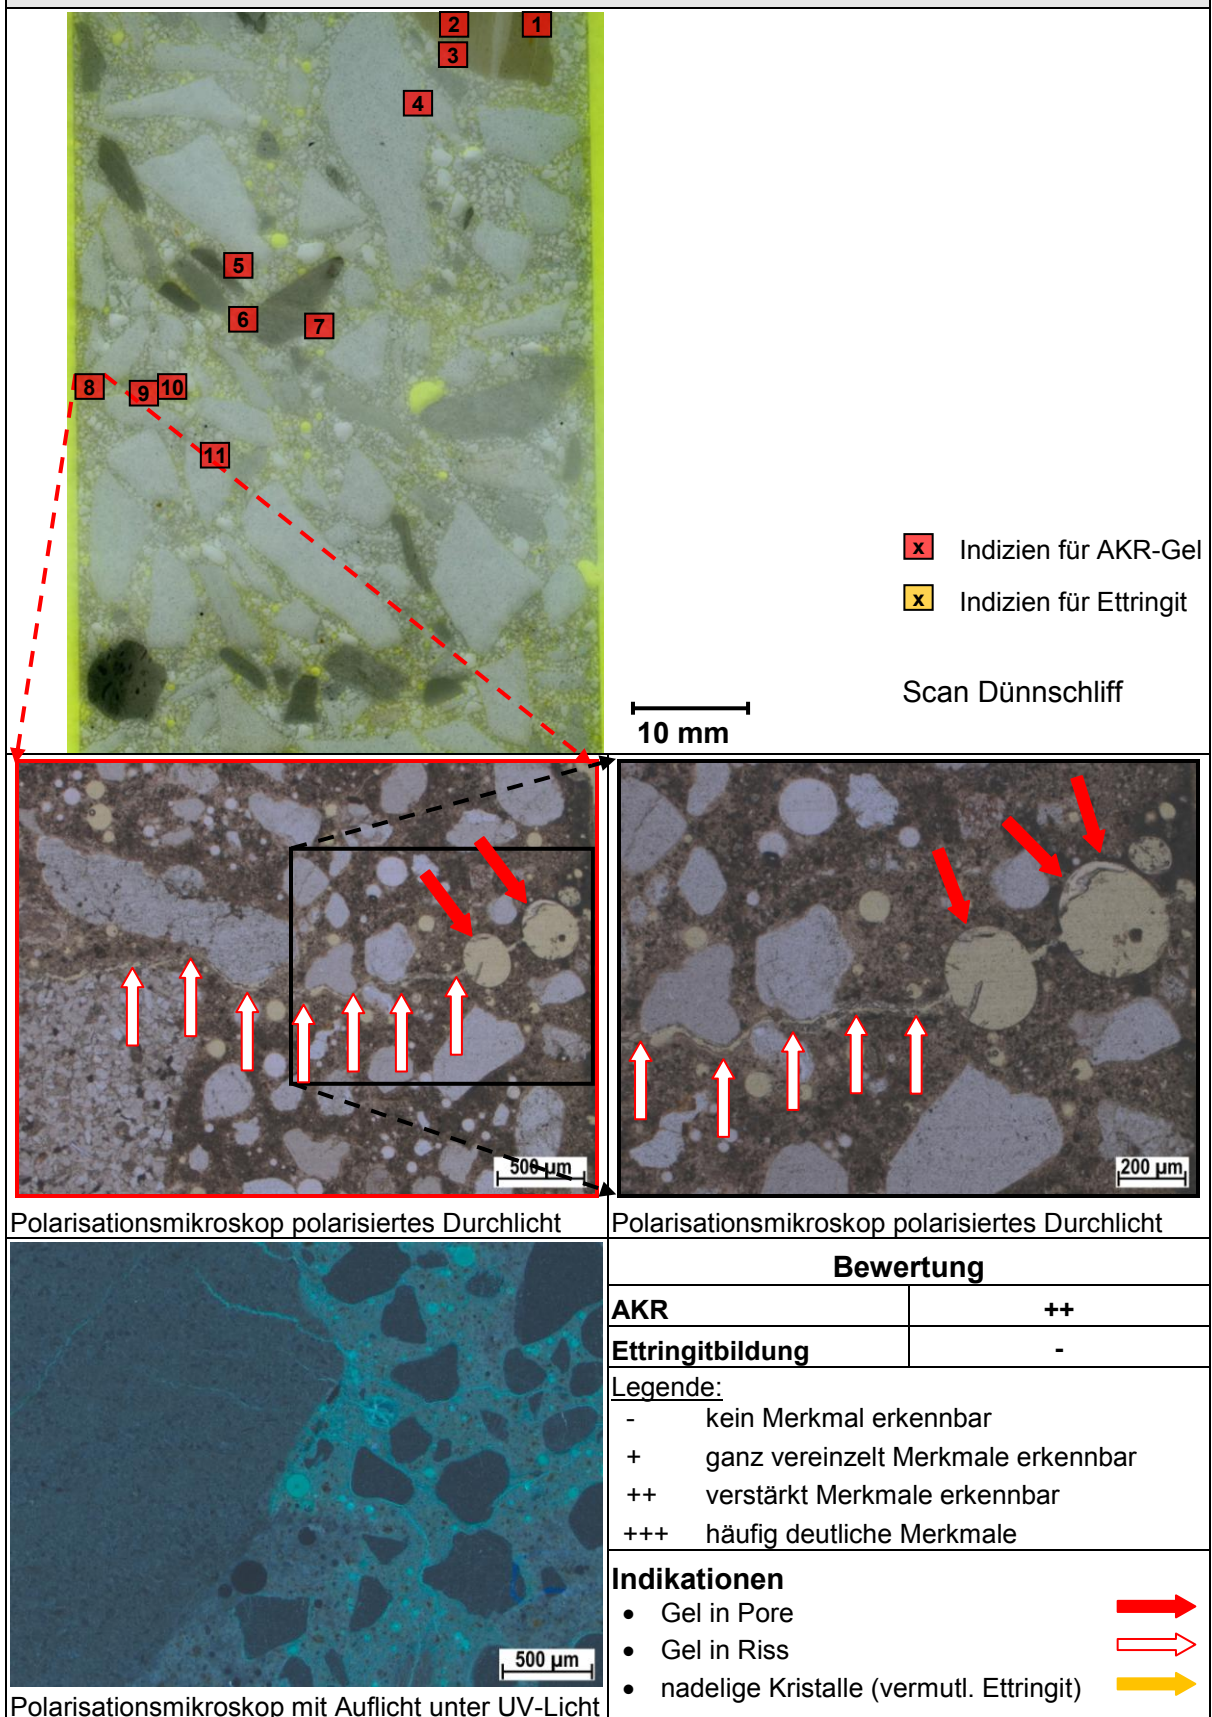 2 1
3
4
5
6 7
8 9 10
11
x Indizien für AKR-Gel
x Indizien für Ettringit
Scan Dünnschliff
10 mm
500 µm
200 µm
Polarisationsmikroskop polarisiertes Durchlicht
Polarisationsmikroskop polarisiertes Durchlicht
500 µm
Polarisationsmikroskop mit Auflicht unter UV-Licht
Bewertung
AKR ++
Ettringitbildung -
Legende:
- kein Merkmal erkennbar
+ ganz vereinzelt Merkmale erkennbar
++ verstärkt Merkmale erkennbar
+++ häufig deutliche Merkmale
Indikationen
• Gel in Pore
• Gel in Riss
• nadelige Kristalle (vermutl. Ettringit)